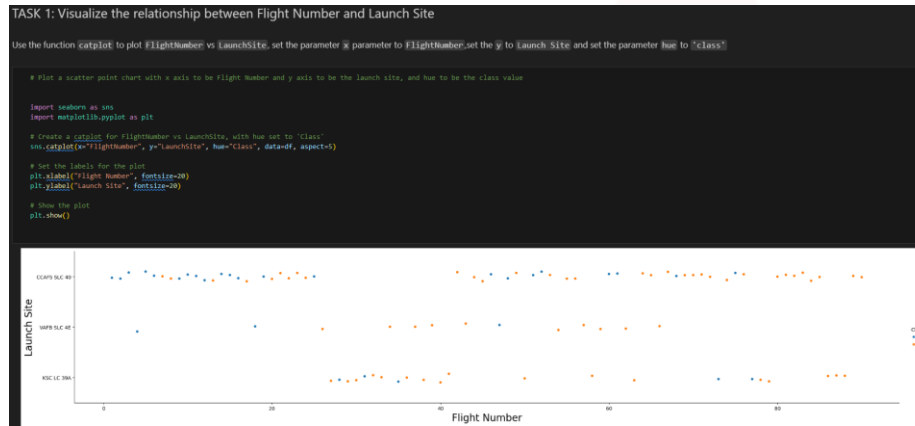 TASK 1: Visualize the relationship between Flight Number and Launch Site
Use the function catplot to plot FlightNumber vs LaunchSite, set the parameter x parameter to FlightNumber,set the y to Launch Site and set the parameter hue to 'class'
# Plot a scatter point chart with x axis to be Flight Number and y axis to be the launch site, and hue to be the class value
import seaborn as sns
import matplotlib.pyplot as plt
# Create a catplot for FlightNumber vs LaunchSite, with hue set to 'Class'
sns.catplot(x="FlightNumber", y="LaunchSite", hue="Class", data=df, aspect=5)
# Set the labels for the plot
plt.xlabel("Flight Number", fontsize=20)
plt.ylabel("Launch Site", fontsize=20)
# Show the plot
plt.show()
Launch Site
CCAFS SLC 40
VAFB SLC 4E
KSC LC 39A
0 20 40 60 80
Flight Number